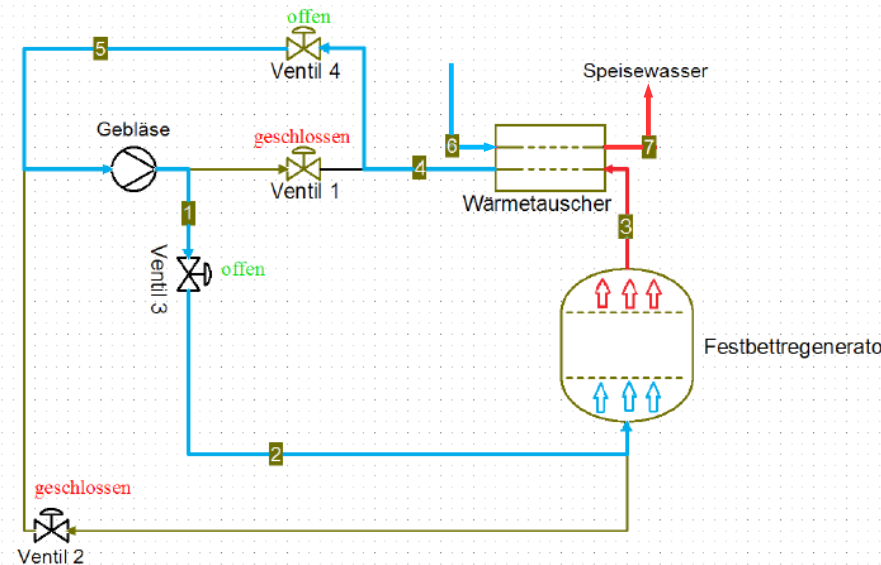 offen
5
Ventil 4
Speisewasser
Gebläse
geschlossen
6
7
4
Ventil 1
Wärmetauscher
1
3
Ventil 3
offen
Festbettregenerato
2
geschlossen
Ventil 2